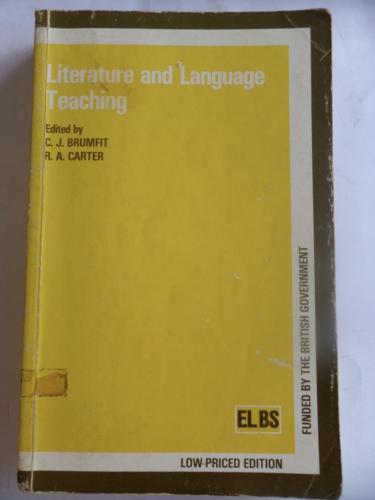 Literature and Language
Teaching
Edited by
C. J. BRUMFIT
R. A. CARTER
FUNDED BY THE BRITISH GOVERNMENT
ELBS
LOW-PRICED EDITION